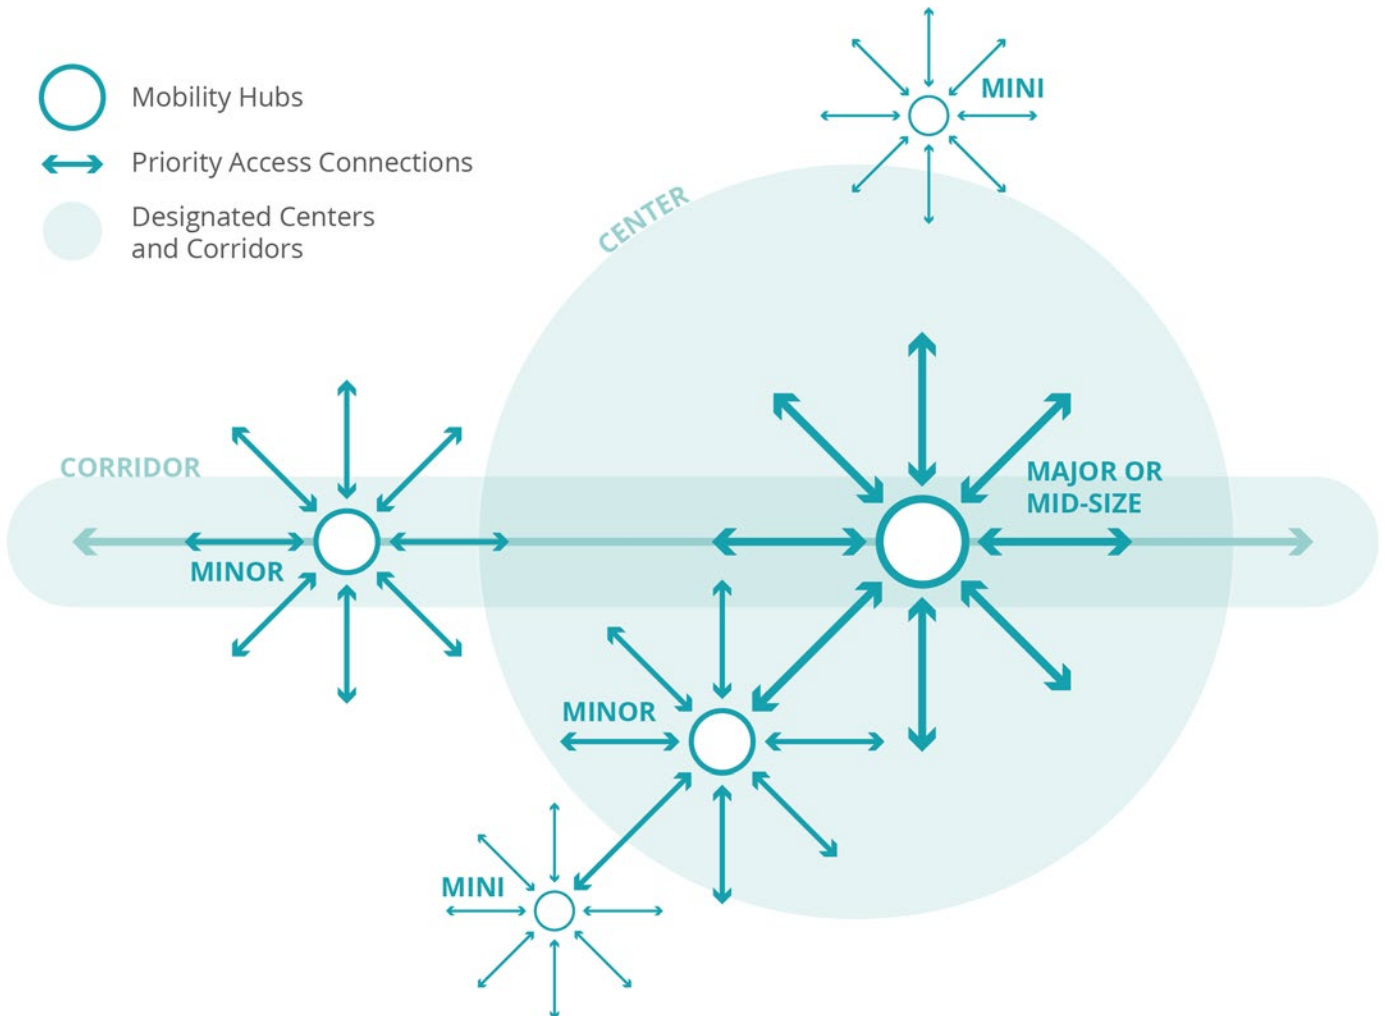 Mobility Hubs
Priority Access Connections
Designated Centers
and Corridors
MINI
CENTER
CORRIDOR
MAJOR OR
MID-SIZE
MINOR
MINOR
MINI